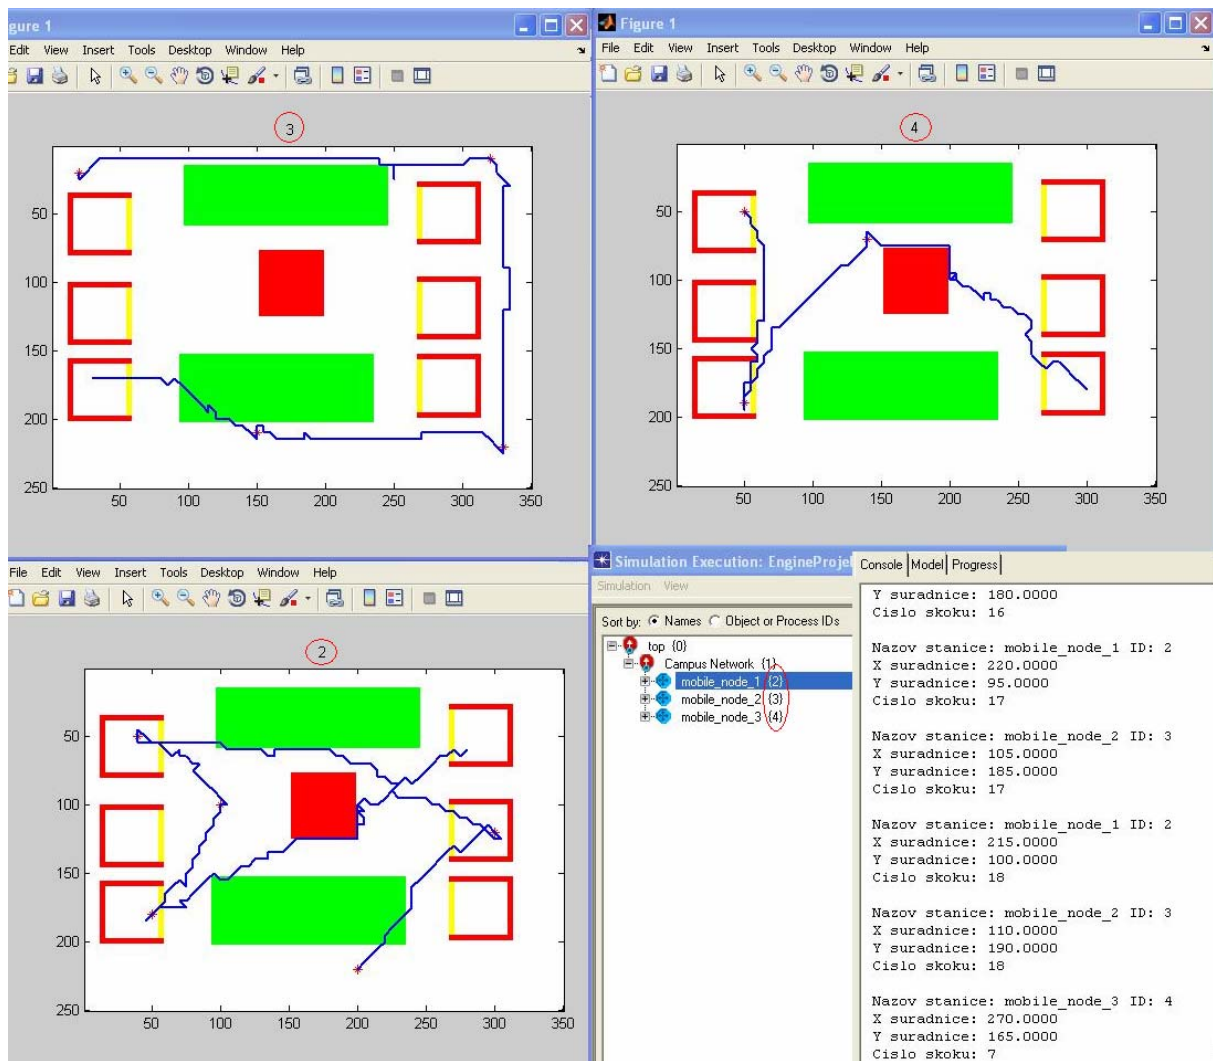 gure 1
Edit View Insert Tools Desktop Window Help
3
50
100
150
200
250
50 100 150 200 250 300 350
Figure 1
File Edit View Insert Tools Desktop Window Help
4
50
100
150
200
250
50 100 150 200 250 300 350
File Edit View Insert Tools Desktop Window Help
2
50
100
150
200
250
50 100 150 200 250 300 350
Simulation Execution: EngineProje
Simulation View
Sort by: Names Object or Process IDs
top {0}
Campus Network {1}
mobile_node_1 {2}
mobile_node_2 {3}
mobile_node_3 {4}
Console Model Progress
Y suradnice: 180.0000
Cislo skoku: 16
Nazov stanice: mobile_node_1 ID: 2
X suradnice: 220.0000
Y suradnice: 95.0000
Cislo skoku: 17
Nazov stanice: mobile_node_2 ID: 3
X suradnice: 105.0000
Y suradnice: 185.0000
Cislo skoku: 17
Nazov stanice: mobile_node_1 ID: 2
X suradnice: 215.0000
Y suradnice: 100.0000
Cislo skoku: 18
Nazov stanice: mobile_node_2 ID: 3
X suradnice: 110.0000
Y suradnice: 190.0000
Cislo skoku: 18
Nazov stanice: mobile_node_3 ID: 4
X suradnice: 270.0000
Y suradnice: 165.0000
Cislo skoku: 7